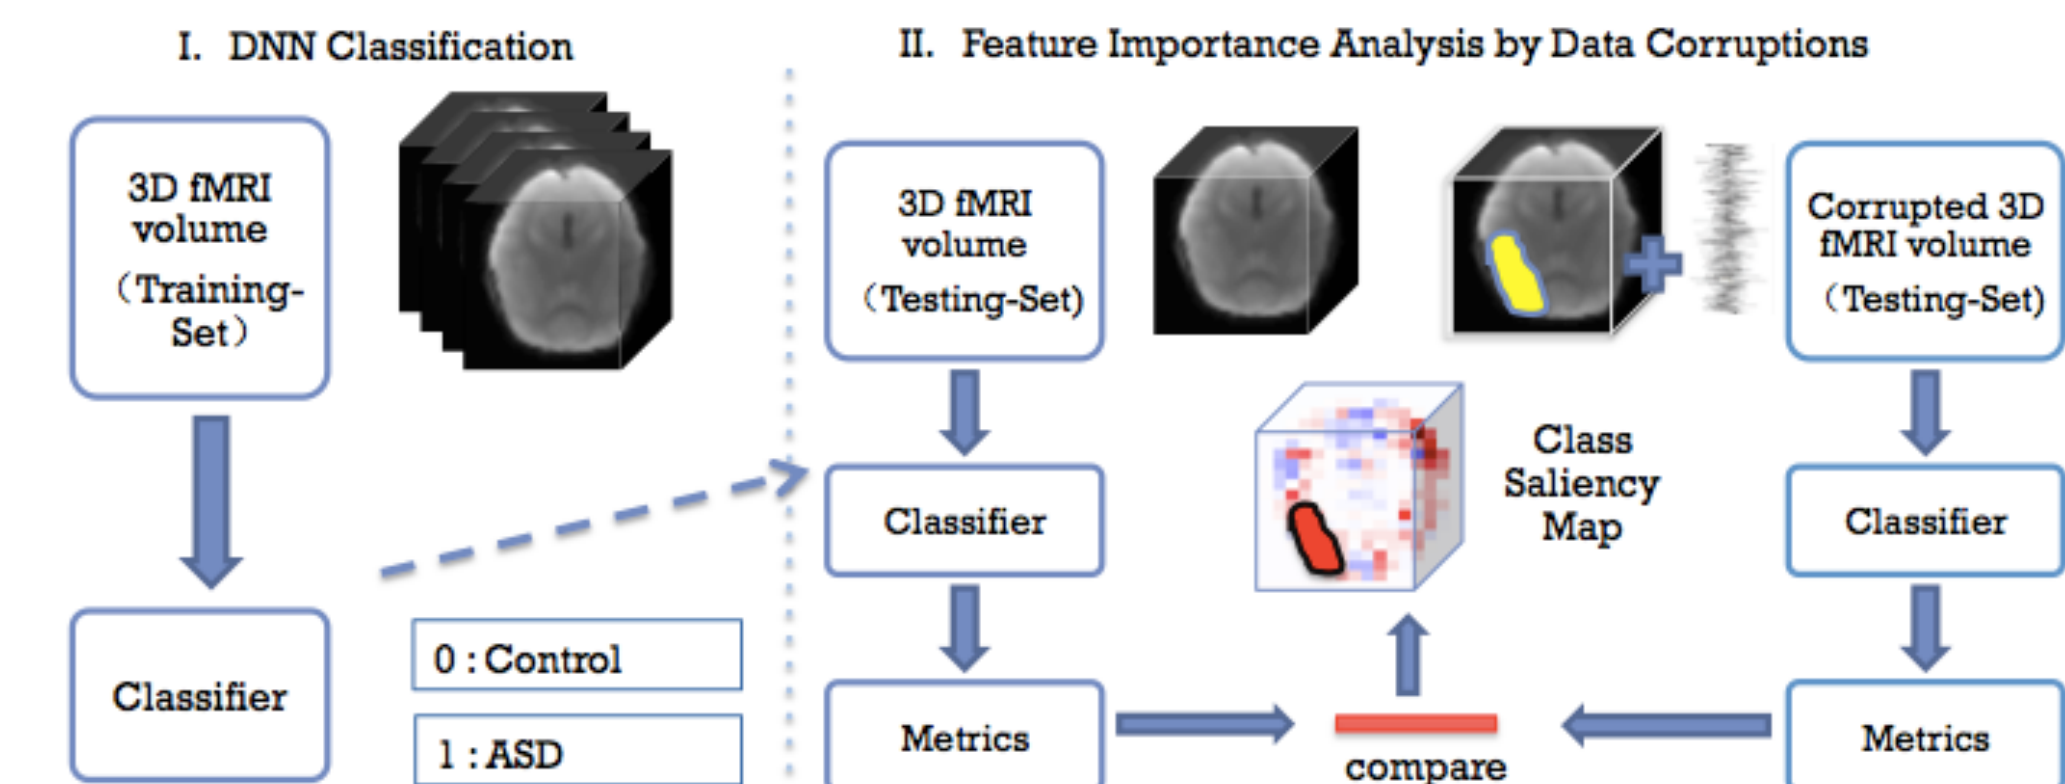 I. DNN Classification
II. Feature Importance Analysis by Data Corruptions
3D fMRI
volume
（Training-
Set）
Classifier
0 : Control
1 : ASD
3D fMRI
volume
（Testing-Set)
Classifier
Metrics
Class
Saliency
Map
compare
Corrupted 3D
fMRI volume
（Testing-Set)
Classifier
Metrics